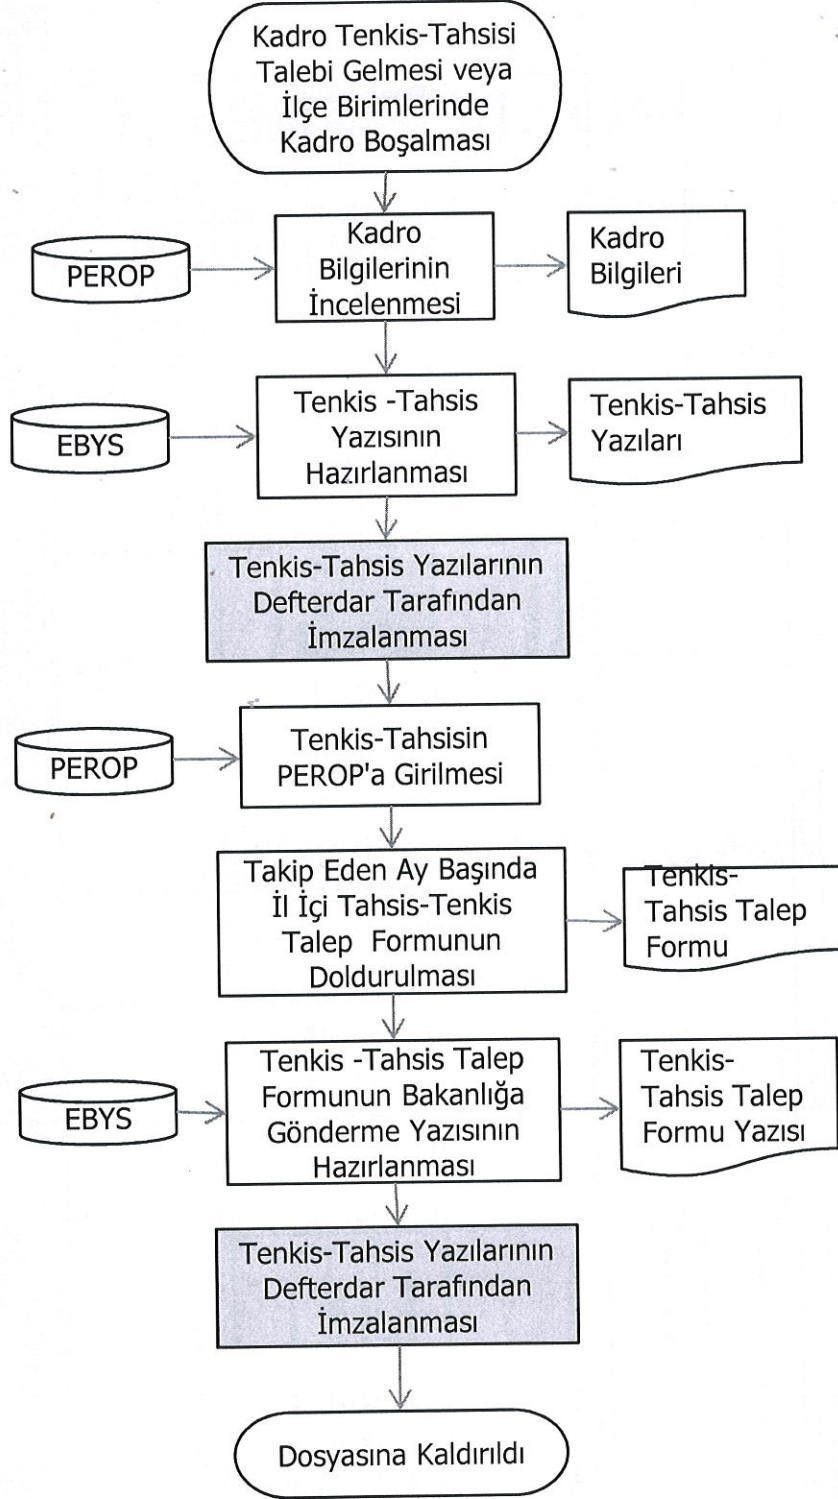 Kadro Tenkis-Tahsisi
Talebi Gelmesi veya
İlçe Birimlerinde
Kadro Boşalması
PEROP
Kadro
Bilgilerinin
İncelenmesi
Kadro
Bilgileri
EBYS
Tenkis -Tahsis
Yazısının
Hazırlanması
Tenkis-Tahsis
Yazıları
Tenkis-Tahsis Yazılarının
Defterdar Tarafından
İmzalanması
PEROP
Tenkis-Tahsisin
PEROP'a Girilmesi
Takip Eden Ay Başında
İl İçi Tahsis-Tenkis
Talep Formunun
Doldurulması
Tenkis-
Tahsis Talep
Formu
EBYS
Tenkis -Tahsis Talep
Formunun Bakanlığa
Gönderme Yazısının
Hazırlanması
Tenkis-
Tahsis Talep
Formu Yazısı
Tenkis-Tahsis Yazılarının
Defterdar Tarafından
İmzalanması
Dosyasına Kaldırıldı